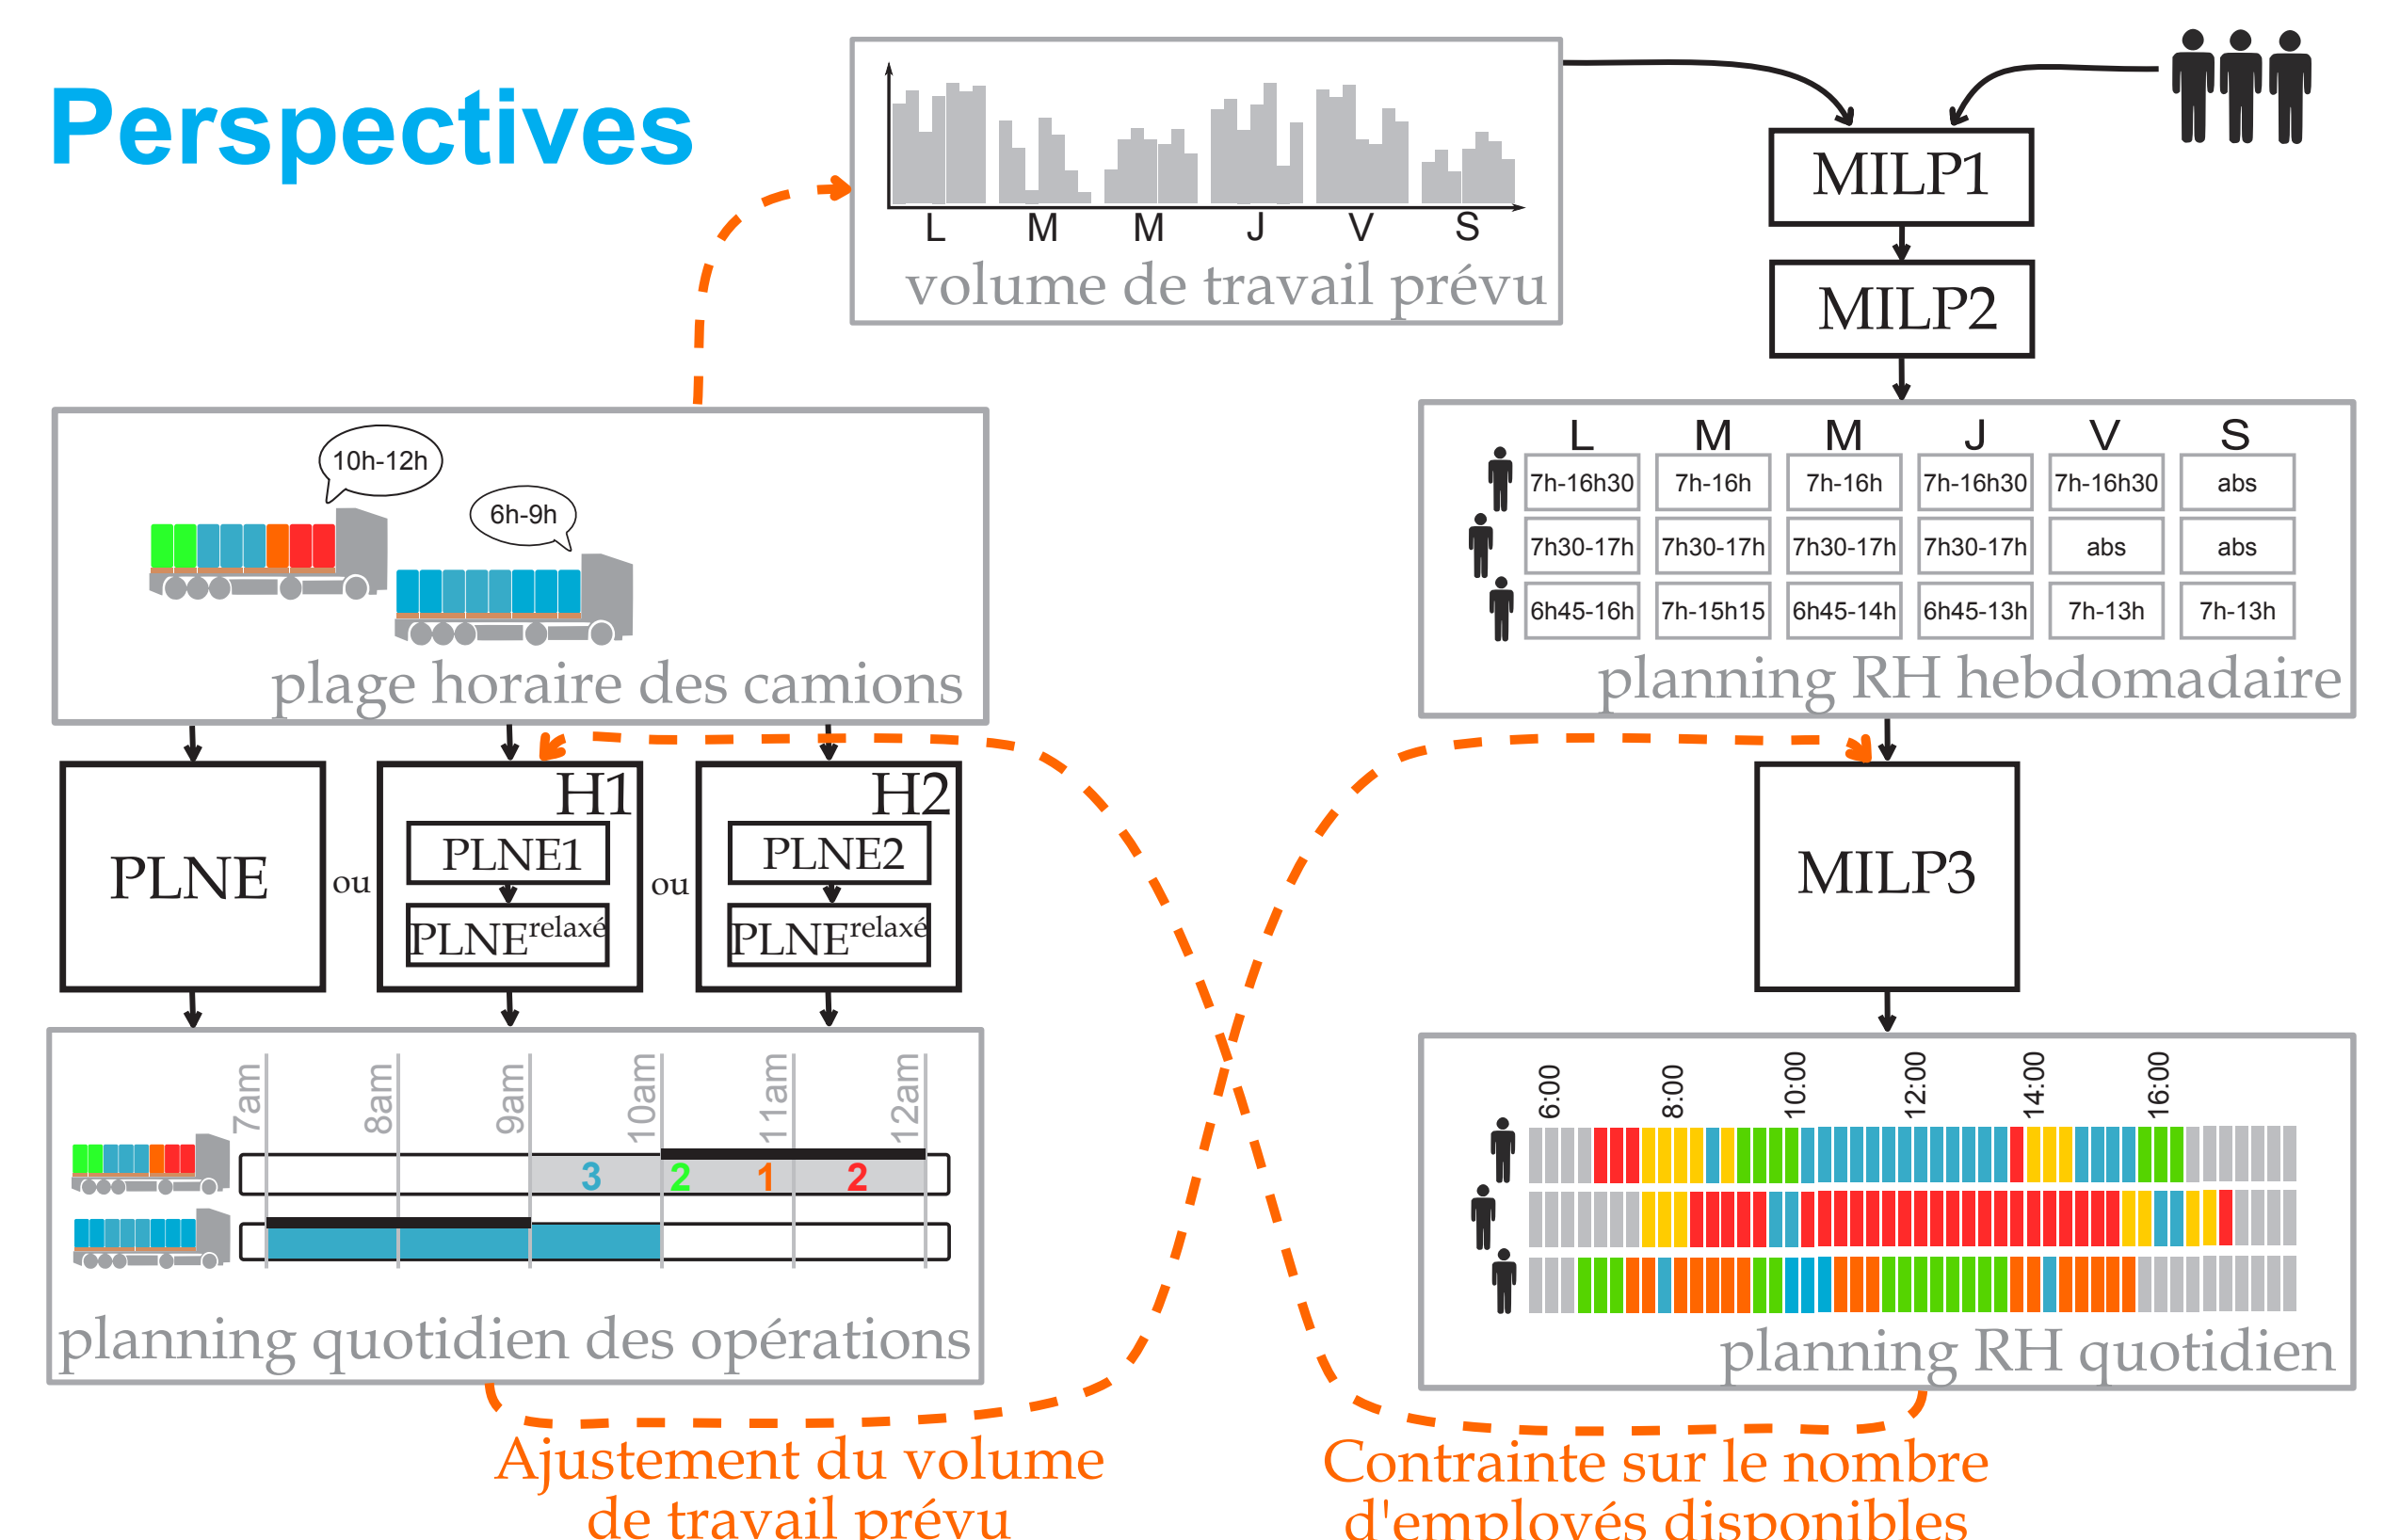 Perspectives
L M M J V S
volume de travail prévu
MILP1
MILP2
10h-12h
6h-9h
plage horaire des camions
L M M J V S
7h-16h30 7h-16h 7h-16h 7h-16h30 7h-16h30 abs
7h30-17h 7h30-17h 7h30-17h 7h30-17h abs abs
6h45-16h 7h-15h15 6h45-14h 6h45-13h 7h-13h 7h-13h
planning RH hebdomadaire
PLNE
ou
H1
PLNE1
PLNErelaxé
ou
H2
PLNE2
PLNErelaxé
MILP3
7am 8am 9am 10am 11am 12am
3 2 1 2
planning quotidien des opérations
6:00 8:00 10:00 12:00 14:00 16:00
planning RH quotidien
Ajustement du volume
de travail prévu
Contrainte sur le nombre
d'employés disponibles